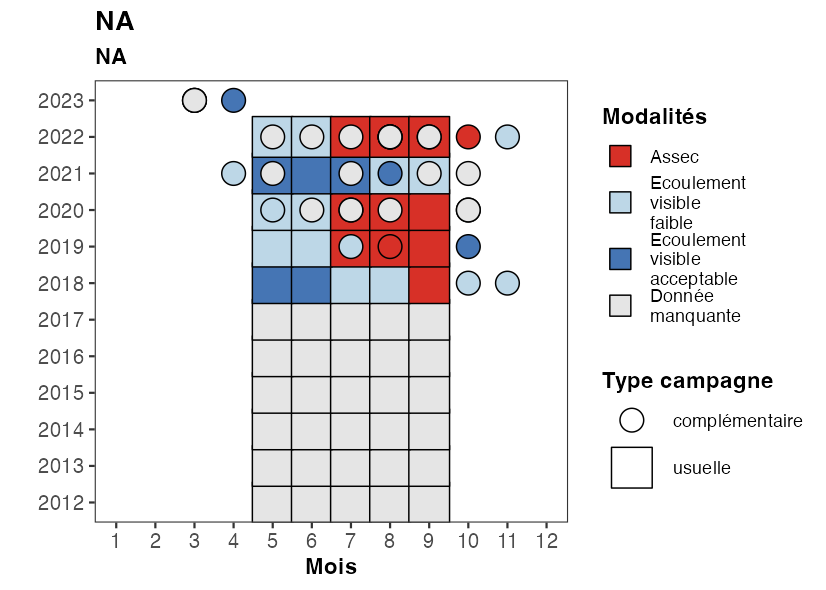 NA
NA
2023
2022
2021
2020
2019
2018
2017
2016
2015
2014
2013
2012
1 2 3 4 5 6 7 8 9 10 11 12
Mois
Modalités
Assec
Ecoulement
visible
faible
Ecoulement
visible
acceptable
Donnée
manquante
Type campagne
complémentaire
usuelle